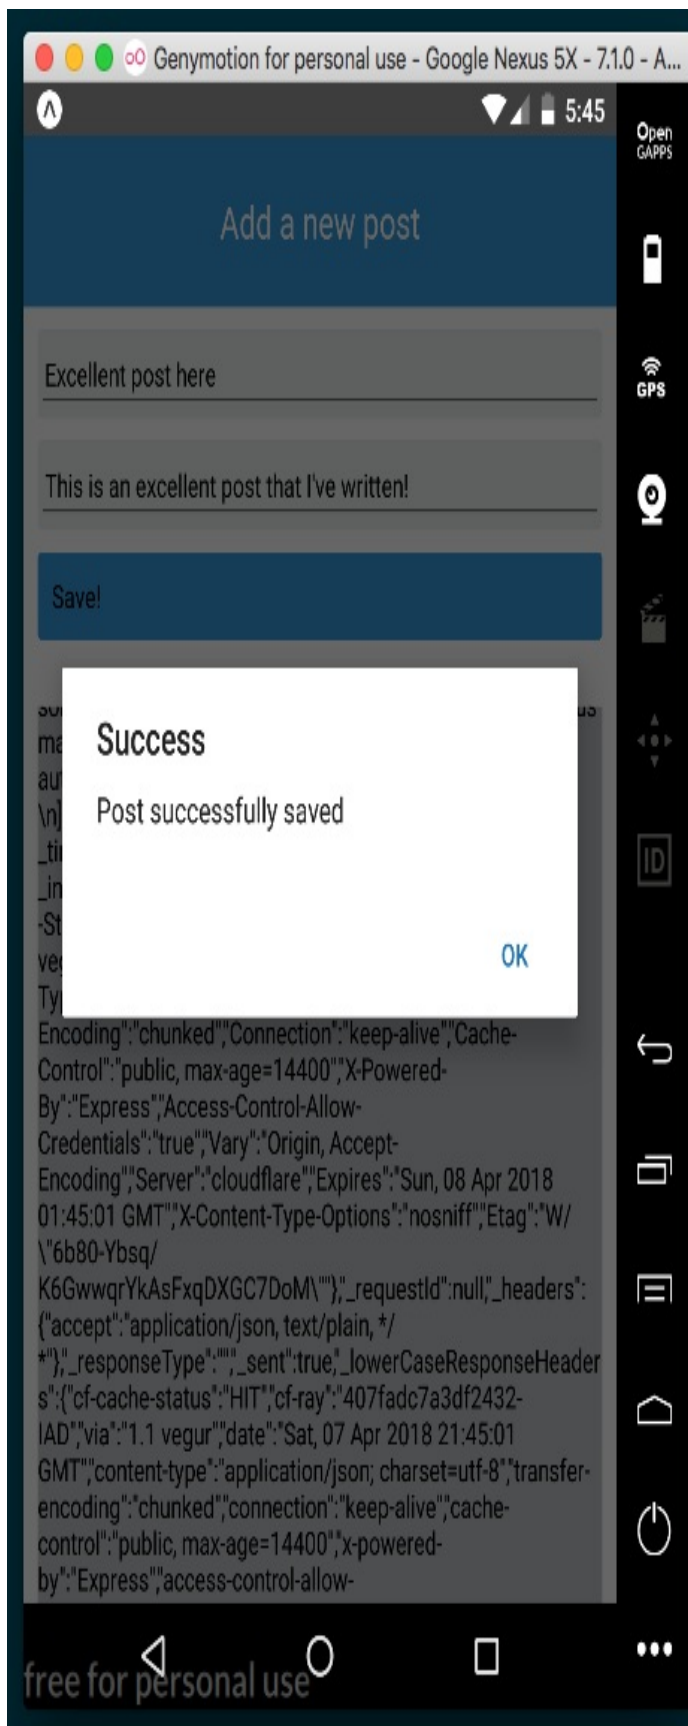 Genymotion for personal use - Google Nexus 5X - 7.1.0 - A...
5:45
Open
GAPPS
Add a new post
Excellent post here
GPS
This is an excellent post that I've written!
Save!
Success
Post successfully saved
ID
OK
ma
aut
\n]
_in
-St
Ty
Encoding":"chunked","Connection":"keep-alive","Cache-
Control":"public, max-age=14400","X-Powered-
By":"Express","Access-Control-Allow-
Credentials":"true","Vary":"Origin, Accept-
Encoding","Server":"cloudflare","Expires":"Sun, 08 Apr 2018
01:45:01 GMT","X-Content-Type-Options":"nosniff","Etag":"W/
\"6b80-Ybsq/
K6GwwqrYkAsFxqDXGC7DoM\""},"_requestId":null,"_headers":
{"accept":"application/json, text/plain, */
*"},"_responseType":"","_sent":true,"_lowerCaseResponseHeader
s":{"cf-cache-status":"HIT","cf-ray":"407fadc7a3df2432-
IAD","via":"1.1 vegur","date":"Sat, 07 Apr 2018 21:45:01
GMT","content-type":"application/json; charset=utf-8","transfer-
encoding":"chunked","connection":"keep-alive","cache-
control":"public, max-age=14400","x-powered-
by":"Express","access-control-allow-
free for personal use